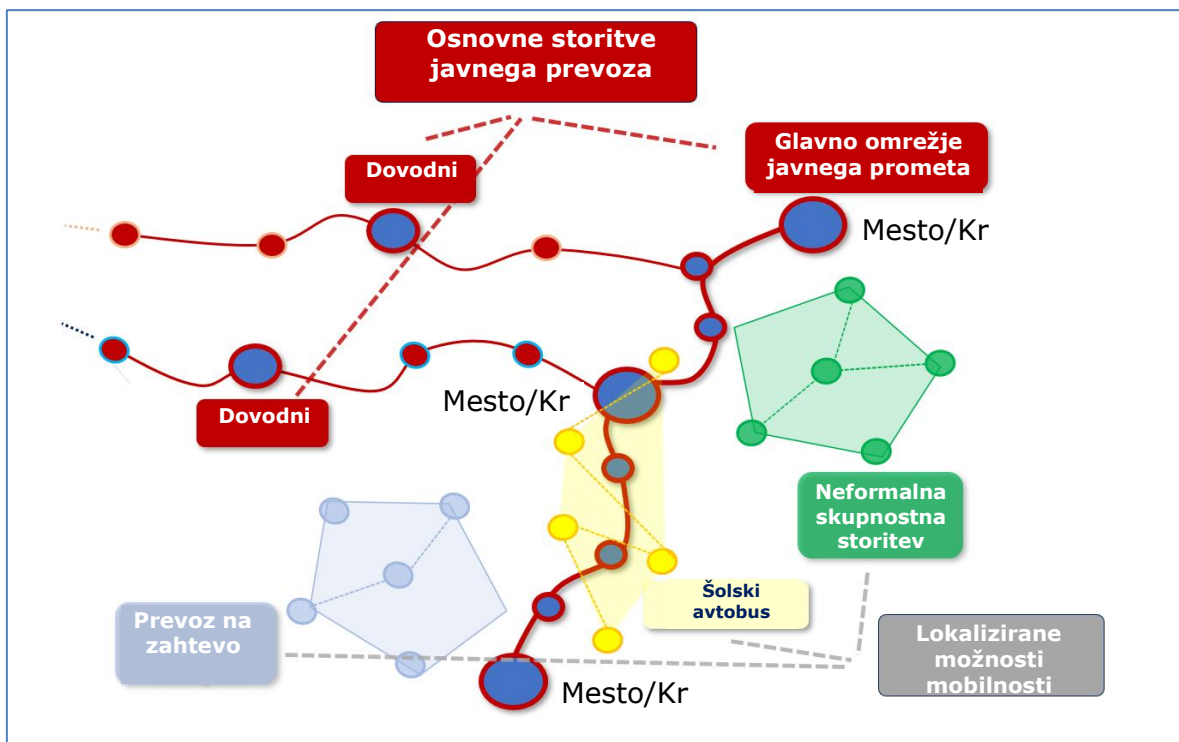 Osnovne storitve
javnega prevoza
Glavno omrežje
javnega prometa
Dovodni
Mesto/Kr
Mesto/Kr
Dovodni
Neformalna
skupnostna
storitev
Šolski
avtobus
Prevoz na
zahtevo
Lokalizirane
možnosti
mobilnosti
Mesto/Kr